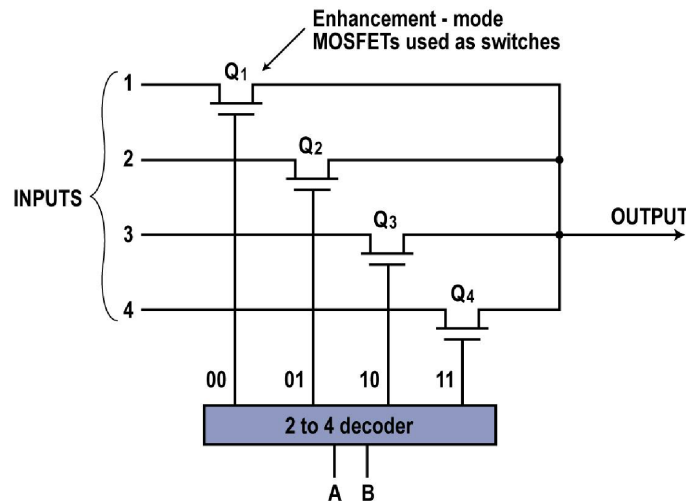 Enhancement - mode
MOSFETs used as switches
1
Q1
2
Q2
INPUTS
3
Q3
OUTPUT
4
Q4
00 01 10 11
2 to 4 decoder
A B